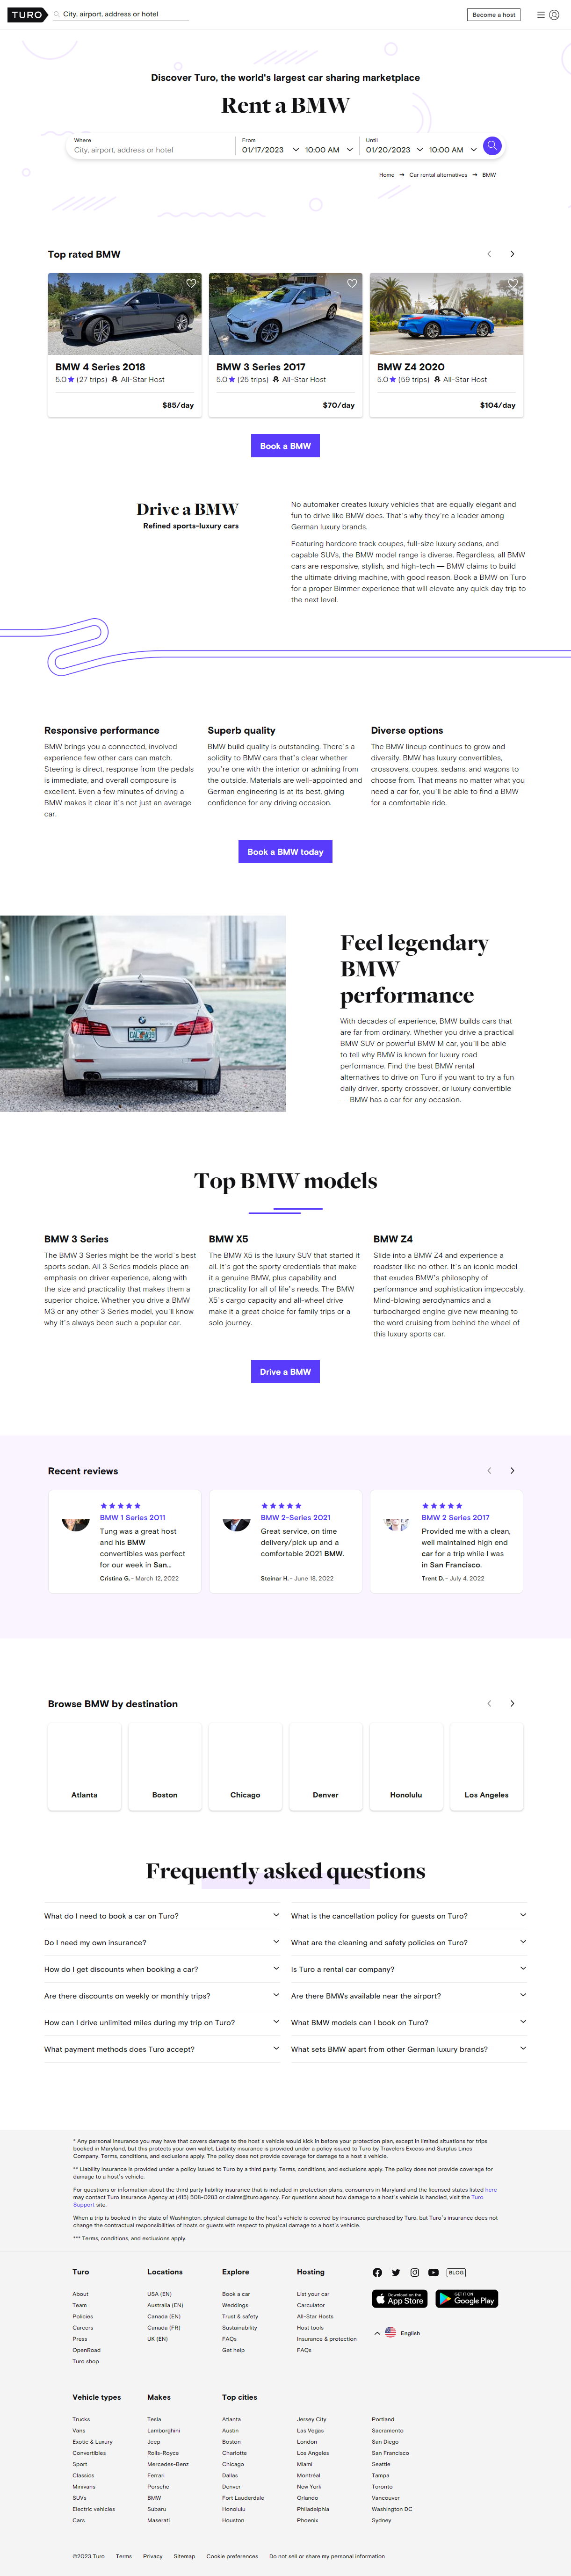 TURO
City, airport, address or hotel
Become a host
Discover Turo, the world's largest car sharing marketplace
Rent a BMW
Where
City, airport, address or hotel
From
01/17/2023
10:00 AM
Until
01/20/2023
10:00 AM
Home → Car rental alternatives → BMW
Top rated BMW
BMW 4 Series 2018
5.0 ★ (27 trips) All-Star Host
$85/day
BMW 3 Series 2017
5.0 ★ (25 trips) All-Star Host
$70/day
BMW Z4 2020
5.0 ★ (59 trips) All-Star Host
$104/day
Book a BMW
Drive a BMW
Refined sports-luxury cars
No automaker creates luxury vehicles that are equally elegant and
fun to drive like BMW does. That's why they're a leader among
German luxury brands.
Featuring hardcore track coupes, full-size luxury sedans, and
capable SUVs, the BMW model range is diverse. Regardless, all BMW
cars are responsive, stylish, and high-tech — BMW claims to build
the ultimate driving machine, with good reason. Book a BMW on Turo
for a proper Bimmer experience that will elevate any quick day trip to
the next level.
Responsive performance
BMW brings you a connected, involved
experience few other cars can match.
Steering is direct, response from the pedals
is immediate, and overall composure is
excellent. Even a few minutes of driving a
BMW makes it clear it's not just an average
car.
Superb quality
BMW build quality is outstanding. There's a
solidity to BMW cars that's clear whether
you're one with the interior or admiring from
the outside. Materials are well-appointed and
German engineering is at its best, giving
confidence for any driving occasion.
Diverse options
The BMW lineup continues to grow and
diversify. BMW has luxury convertibles,
crossovers, coupes, sedans, and wagons to
choose from. That means no matter what you
need a car for, you'll be able to find a BMW
for a comfortable ride.
Book a BMW today
Feel legendary
BMW
performance
With decades of experience, BMW builds cars that
are far from ordinary. Whether you drive a practical
BMW SUV or powerful BMW M car, you'll be able
to tell why BMW is known for luxury road
performance. Find the best BMW rental
alternatives to drive on Turo if you want to try a fun
daily driver, sporty crossover, or luxury convertible
— BMW has a car for any occasion.
Top BMW models
BMW 3 Series
The BMW 3 Series might be the world's best
sports sedan. All 3 Series models place an
emphasis on driver experience, along with
the size and practicality that makes them a
superior choice. Whether you drive a BMW
M3 or any other 3 Series model, you'll know
why it's always been such a popular car.
BMW X5
The BMW X5 is the luxury SUV that started it
all. It's got the sporty credentials that make
it a genuine BMW, plus capability and
practicality for all of life's needs. The BMW
X5's cargo capacity and all-wheel drive
make it a great choice for family trips or a
solo journey.
BMW Z4
Slide into a BMW Z4 and experience a
roadster like no other. It's an iconic model
that exudes BMW's philosophy of
performance and sophistication impeccably.
Mind-blowing aerodynamics and a
turbocharged engine give new meaning to
the word cruising from behind the wheel of
this luxury sports car.
Drive a BMW
Recent reviews
★★★★★
BMW 1 Series 2011
Tung was a great host
and his BMW
convertibles was perfect
for our week in San...
Cristina G. - March 12, 2022
★★★★★
BMW 2-Series 2021
Great service, on time
delivery/pick up and a
comfortable 2021 BMW.
Steinar H. - June 18, 2022
★★★★★
BMW 2 Series 2017
Provided me with a clean,
well maintained high end
car for a trip while I was
in San Francisco.
Trent D. - July 4, 2022
Browse BMW by destination
Atlanta
Boston
Chicago
Denver
Honolulu
Los Angeles
Frequently asked questions
What do I need to book a car on Turo?
What is the cancellation policy for guests on Turo?
Do I need my own insurance?
What are the cleaning and safety policies on Turo?
How do I get discounts when booking a car?
Is Turo a rental car company?
Are there discounts on weekly or monthly trips?
Are there BMWs available near the airport?
How can I drive unlimited miles during my trip on Turo?
What BMW models can I book on Turo?
What payment methods does Turo accept?
What sets BMW apart from other German luxury brands?
* Any personal insurance you may have that covers damage to the host's vehicle would kick in before your protection plan, except in limited situations for trips
booked in Maryland, but this protects your own wallet. Liability insurance is provided under a policy issued to Turo by Travelers Excess and Surplus Lines
Company. Terms, conditions, and exclusions apply. The policy does not provide coverage for damage to a host's vehicle.
** Liability insurance is provided under a policy issued to Turo by a third party. Terms, conditions, and exclusions apply. The policy does not provide coverage for
damage to a host's vehicle.
For questions or information about the third party liability insurance that is included in protection plans, consumers in Maryland and the licensed states listed here
may contact Turo Insurance Agency at (415) 508-0283 or claims@turo.agency. For questions about how damage to a host's vehicle is handled, visit the Turo
Support site.
When a trip is booked in the state of Washington, physical damage to the host's vehicle is covered by insurance purchased by Turo, but Turo's insurance does not
change the contractual responsibilities of hosts or guests with respect to physical damage to a host's vehicle.
*** Terms, conditions, and exclusions apply.
Turo
About
Team
Policies
Careers
Press
OpenRoad
Turo shop
Locations
USA (EN)
Australia (EN)
Canada (EN)
Canada (FR)
UK (EN)
Explore
Book a car
Weddings
Trust & safety
Sustainability
FAQs
Get help
Hosting
List your car
Carculator
All-Star Hosts
Host tools
Insurance & protection
FAQs
BLOG
Download on the
App Store
GET IT ON
Google Play
English
Vehicle types
Trucks
Vans
Exotic & Luxury
Convertibles
Sport
Classics
Minivans
SUVs
Electric vehicles
Cars
Makes
Tesla
Lamborghini
Jeep
Rolls-Royce
Mercedes-Benz
Ferrari
Porsche
BMW
Subaru
Maserati
Top cities
Atlanta
Austin
Boston
Charlotte
Chicago
Dallas
Denver
Fort Lauderdale
Honolulu
Houston
Jersey City
Las Vegas
London
Los Angeles
Miami
Montréal
New York
Orlando
Philadelphia
Phoenix
Portland
Sacramento
San Diego
San Francisco
Seattle
Tampa
Toronto
Vancouver
Washington DC
Sydney
©2023 Turo
Terms
Privacy
Sitemap
Cookie preferences
Do not sell or share my personal information